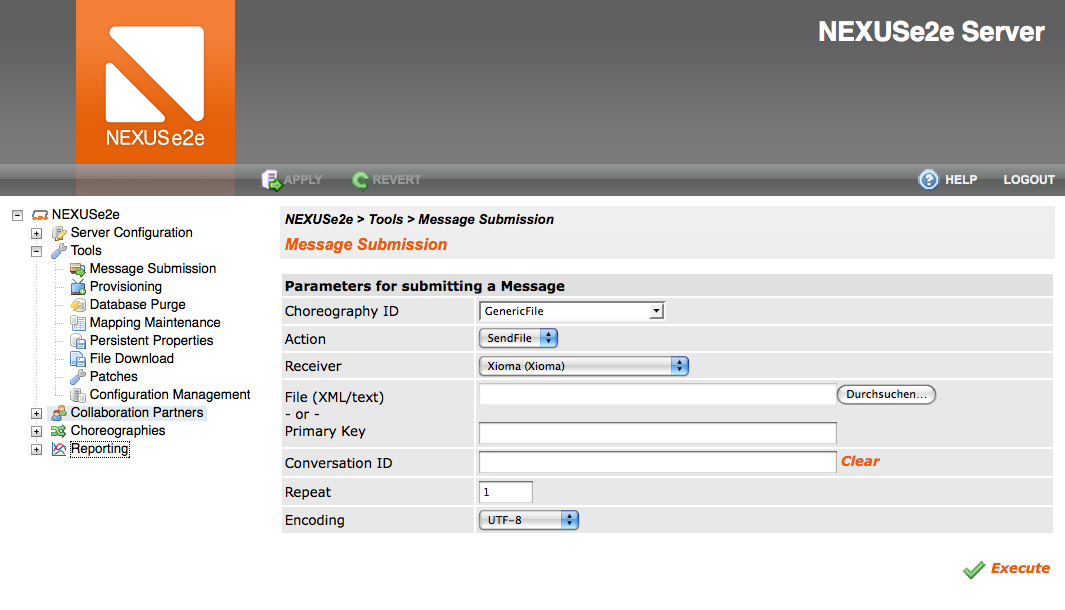 NEXUSe2e Server
NEXUSe2e
APPLY REVERT HELP LOGOUT
NEXUSe2e
Server Configuration
Tools
Message Submission
Provisioning
Database Purge
Mapping Maintenance
Persistent Properties
File Download
Patches
Configuration Management
Collaboration Partners
Choreographies
Reporting
NEXUSe2e > Tools > Message Submission
Message Submission
Parameters for submitting a Message
Choreography ID GenericFile
Action SendFile
Receiver Xioma (Xioma)
File (XML/text) Durchsuchen...
- or -
Primary Key
Conversation ID Clear
Repeat 1
Encoding UTF-8
Execute